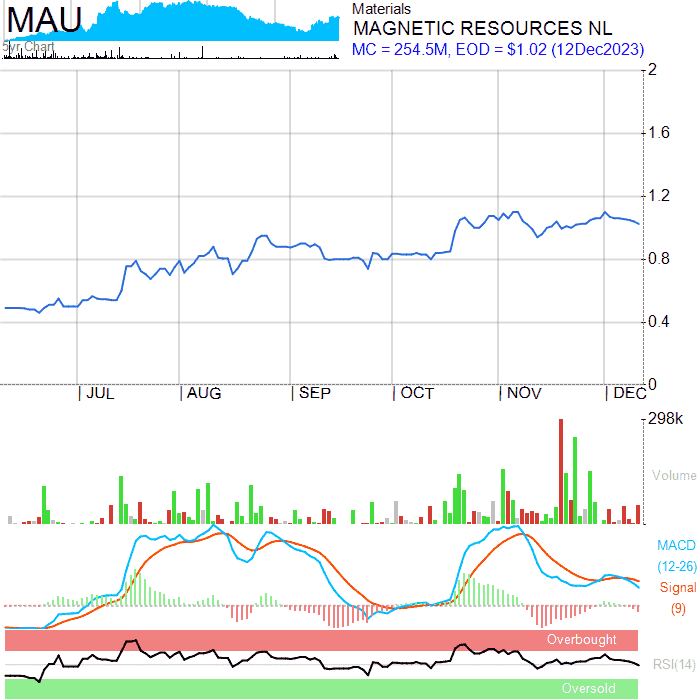 MAU
5yr Chart
Materials
MAGNETIC RESOURCES NL
MC = 254.5M, EOD = $1.02 (12Dec2023)
2
1.6
1.2
0.8
0.4
0
JUL
AUG
SEP
OCT
NOV
DEC
298k
Volume
MACD
(12-26)
Signal
(9)
Overbought
RSI(14)
Oversold